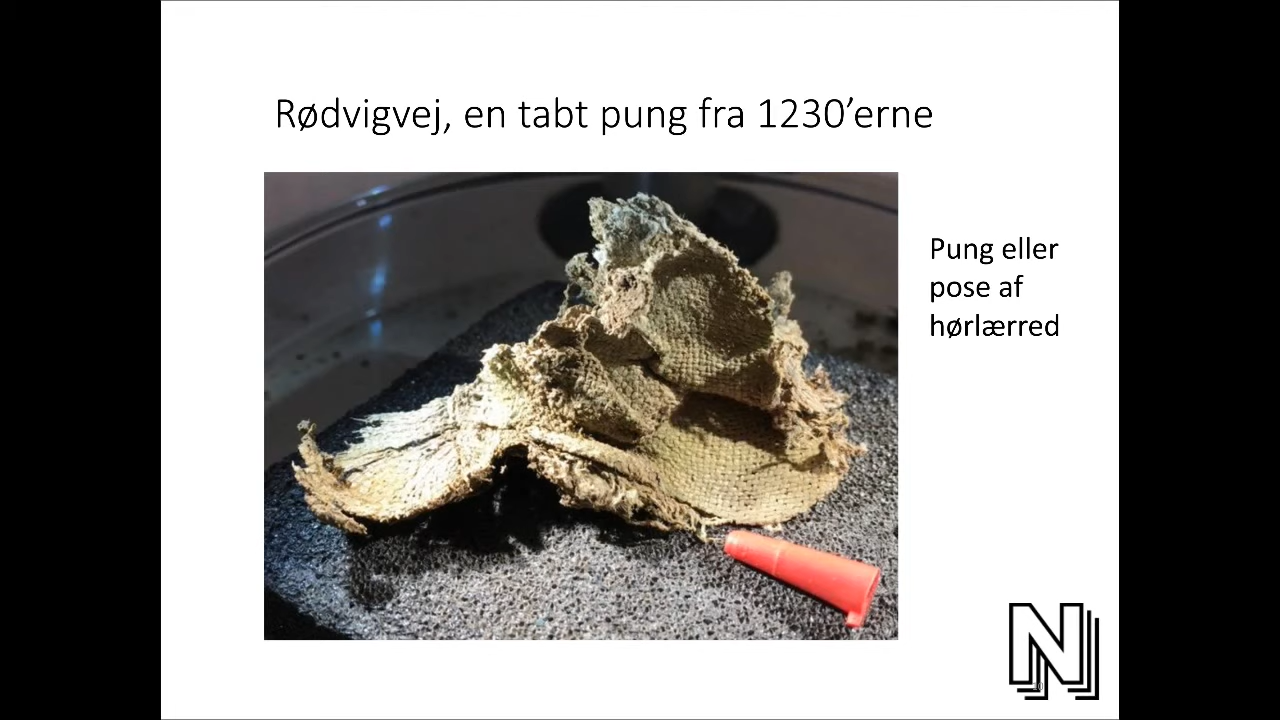 Rødvigvej, en tabt pung fra 1230’erne
Pung eller
pose af
hørlærred
N